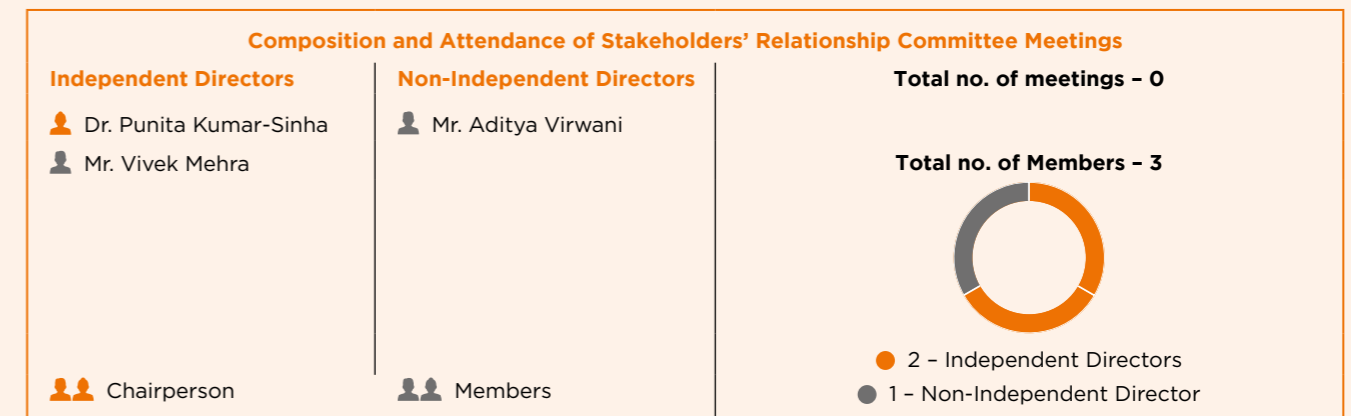 Composition and Attendance of Stakeholders’ Relationship Committee Meetings
Independent Directors
Dr. Punita Kumar-Sinha
Mr. Vivek Mehra
Chairperson
Non-Independent Directors
Mr. Aditya Virwani
Members
Total no. of meetings – 0
Total no. of Members – 3
2 – Independent Directors
1 – Non-Independent Director